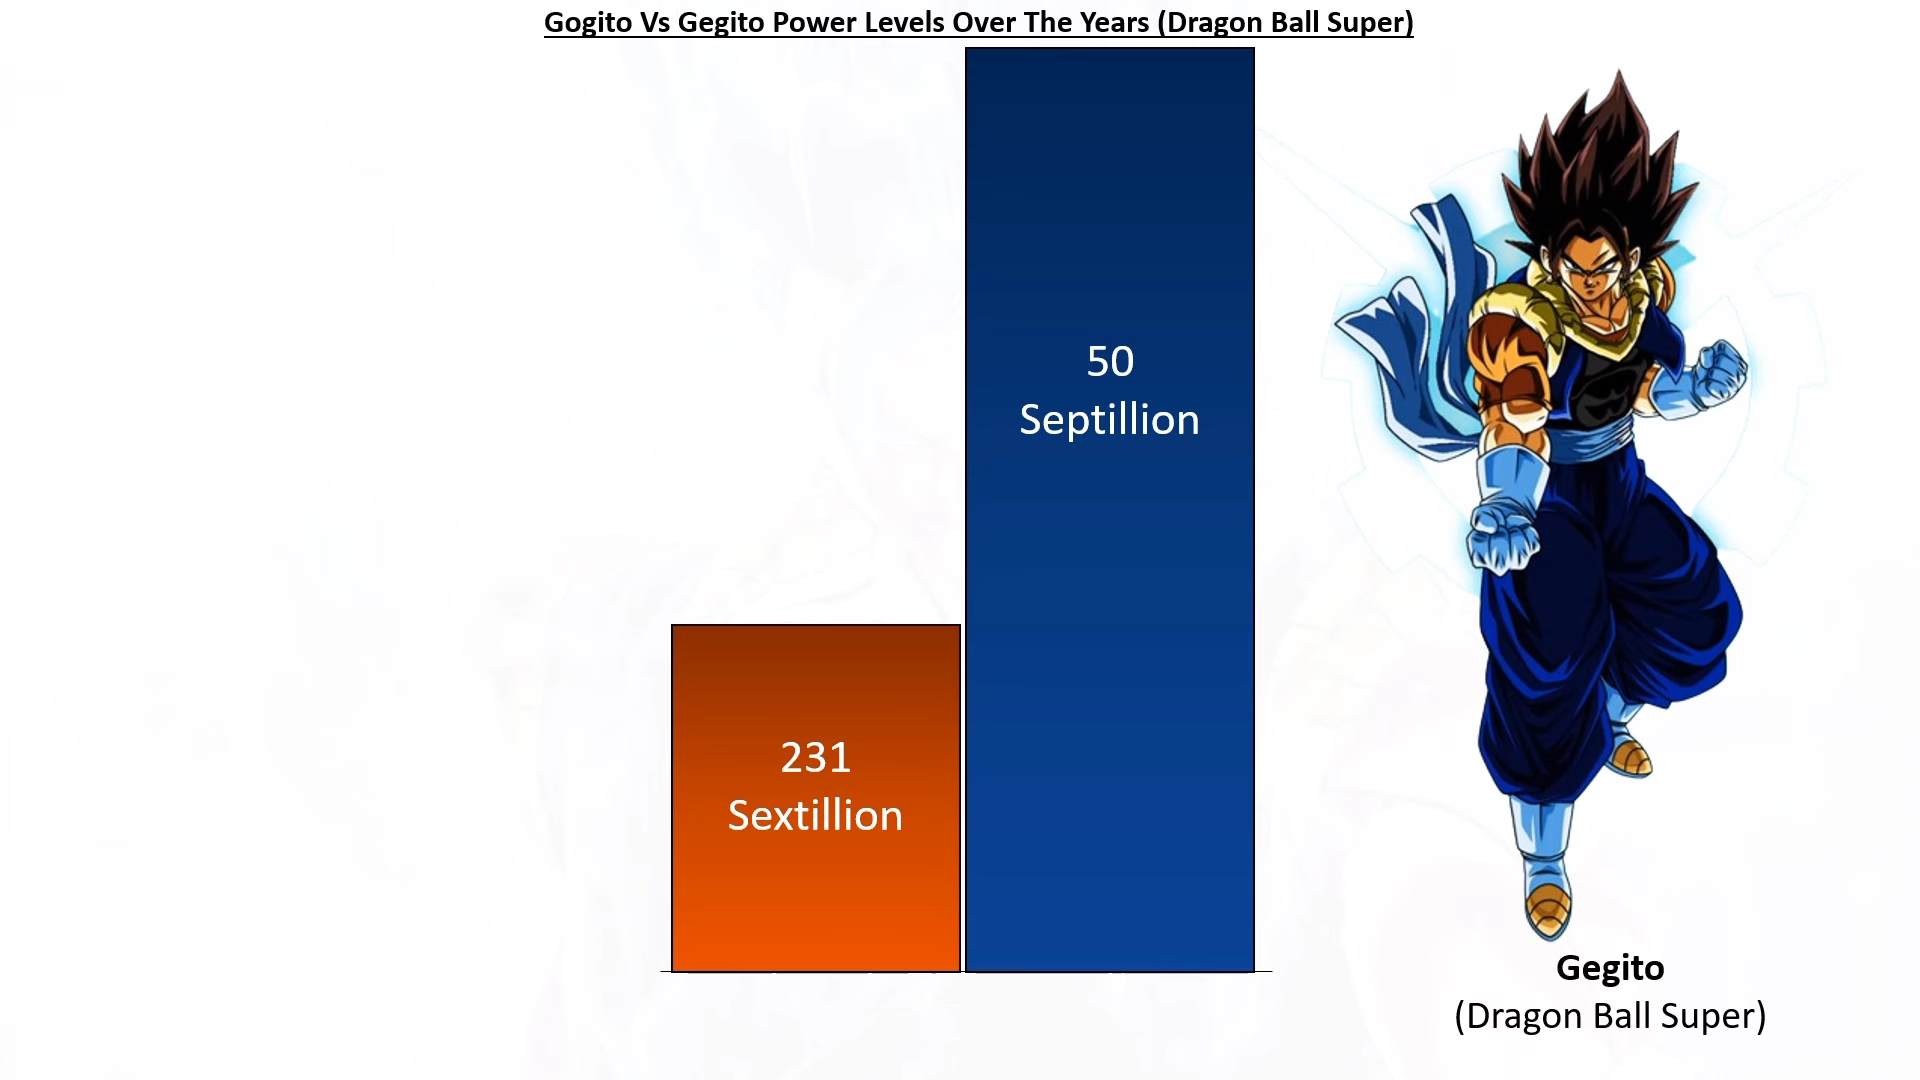 Gogito Vs Gegito Power Levels Over The Years (Dragon Ball Super)
50
Septillion
231
Sextillion
Gegito
(Dragon Ball Super)